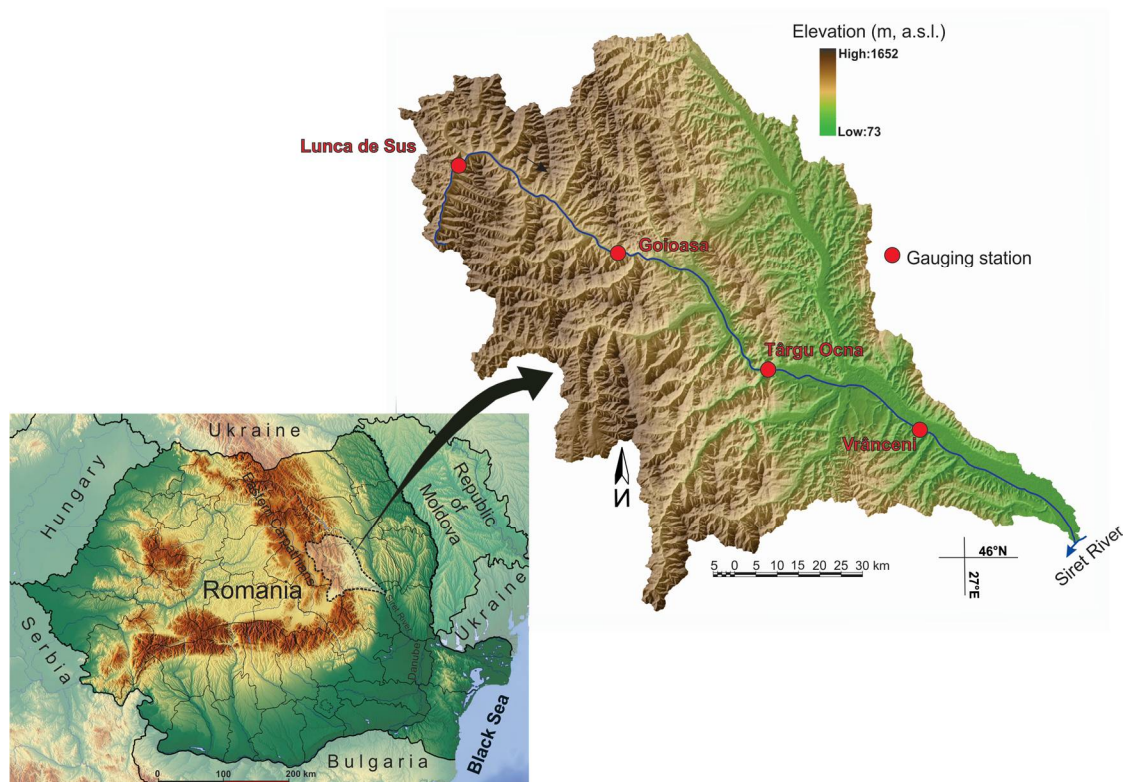 Elevation (m, a.s.l.)
High:1652
Low:73
Lunca de Sus
Goioasa
Gauging station
Târgu Ocna
Vrânceni
N
46°N
27°E
5 0 5 10 15 20 25 30 km
Siret River
Ukraine
Hungary
Republic
of
Moldova
Eastern Carpathians
Romania
Serbia
Ukraine
Danube
Black Sea
Bulgaria
0 100 200 km